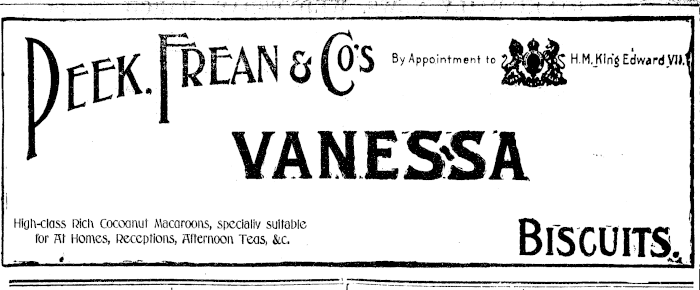 PEEK, FREAN & CO'S By Appointment to H.M. King Edward VII.
VANESSA
High-class Rich Cocoanut Macaroons, specially suitable
for At Homes, Receptions, Afternoon Teas, &c.
BISCUITS.